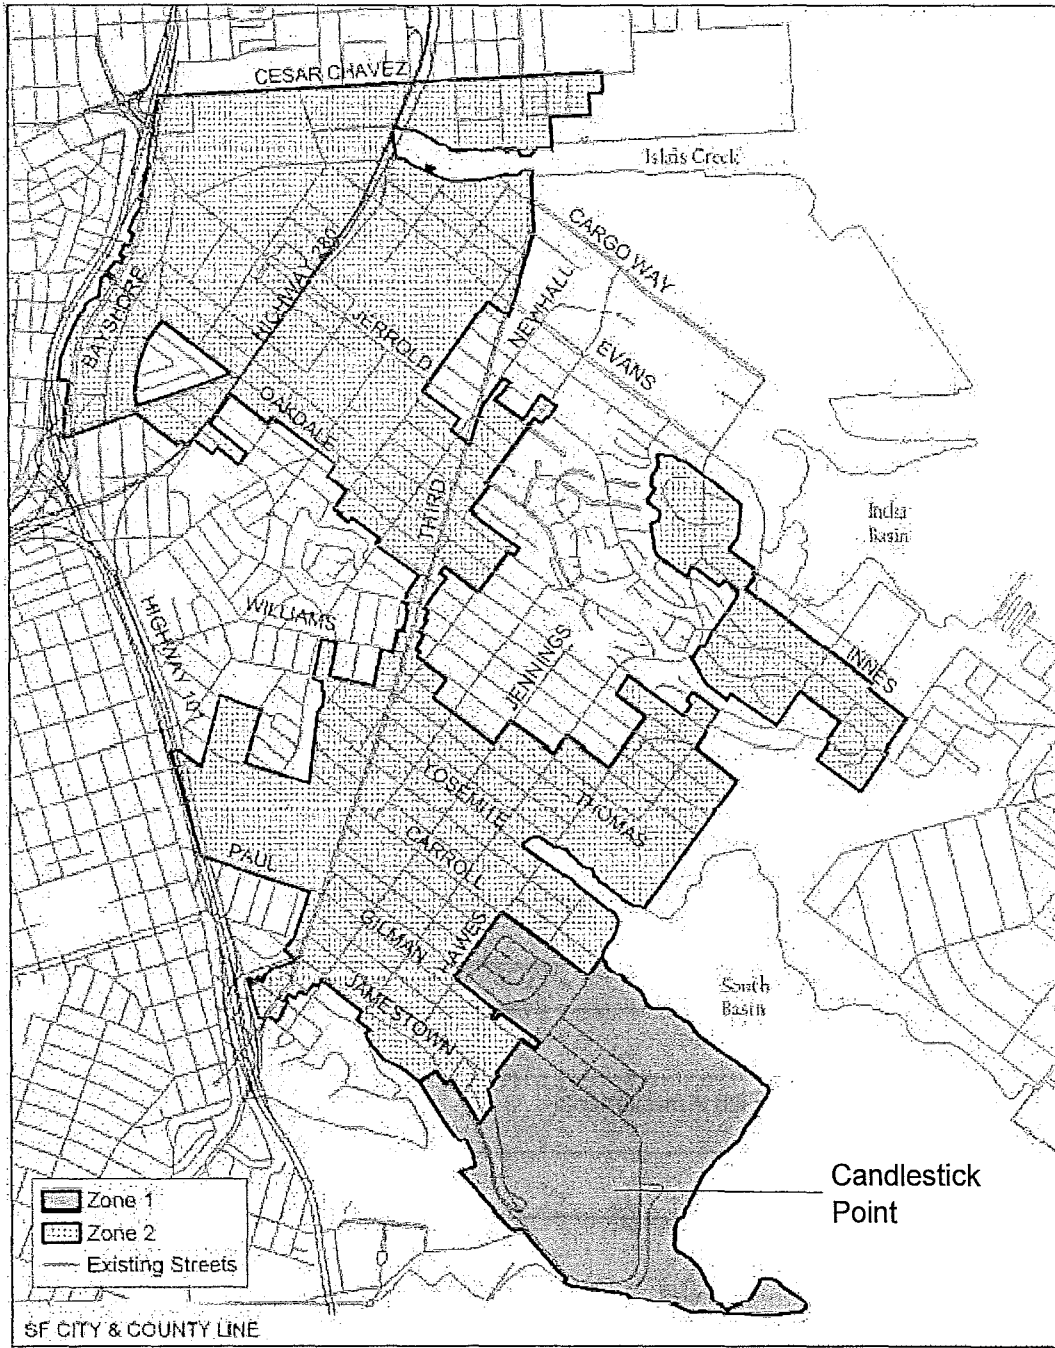 CESAR CHAVEZ
Islais Creek
CARGO WAY
BAYSHORE
HIGHWAY 280
JERROLD
NEWHALL
EVANS
OAKDALE
THIRD
India
Basin
HIGHWAY 101
WILLIAMS
JENNINGS
INNES
YOSEMITE
THOMAS
CARROLL
PAUL
GILMAN
HAWES
JAMESTOWN
South
Basin
Candlestick
Point
Zone 1
Zone 2
Existing Streets
SF CITY & COUNTY LINE